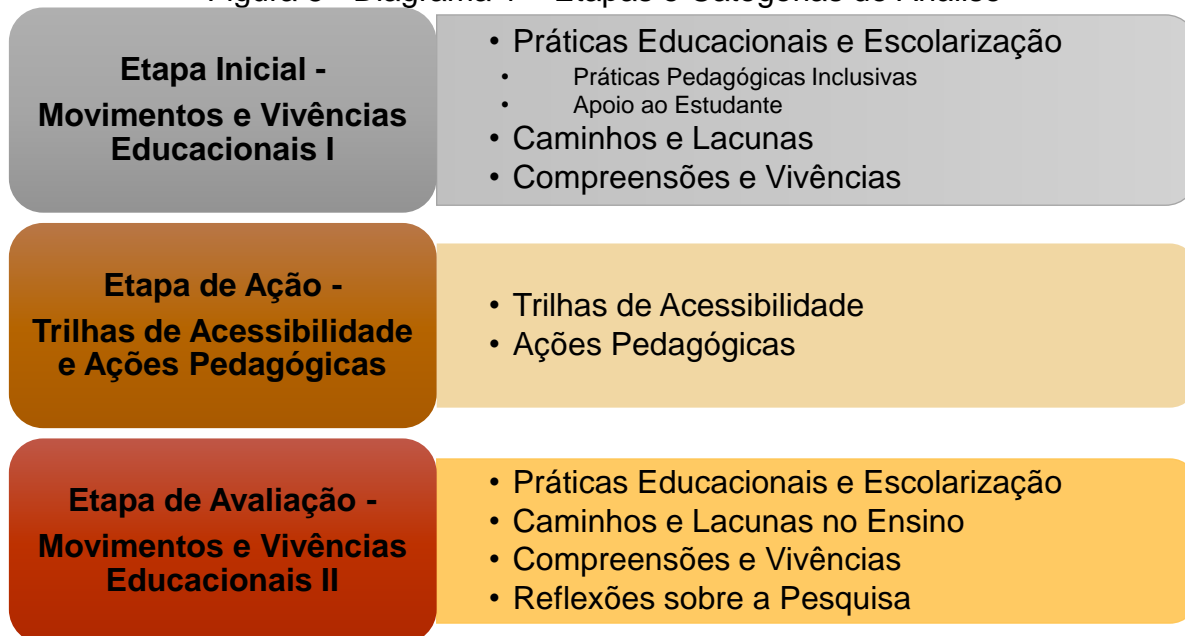 Etapa Inicial -
Movimentos e Vivências
Educacionais I
• Práticas Educacionais e Escolarização
• Práticas Pedagógicas Inclusivas
• Apoio ao Estudante
• Caminhos e Lacunas
• Compreensões e Vivências
Etapa de Ação -
Trilhas de Acessibilidade
e Ações Pedagógicas
• Trilhas de Acessibilidade
• Ações Pedagógicas
Etapa de Avaliação -
Movimentos e Vivências
Educacionais II
• Práticas Educacionais e Escolarização
• Caminhos e Lacunas no Ensino
• Compreensões e Vivências
• Reflexões sobre a Pesquisa